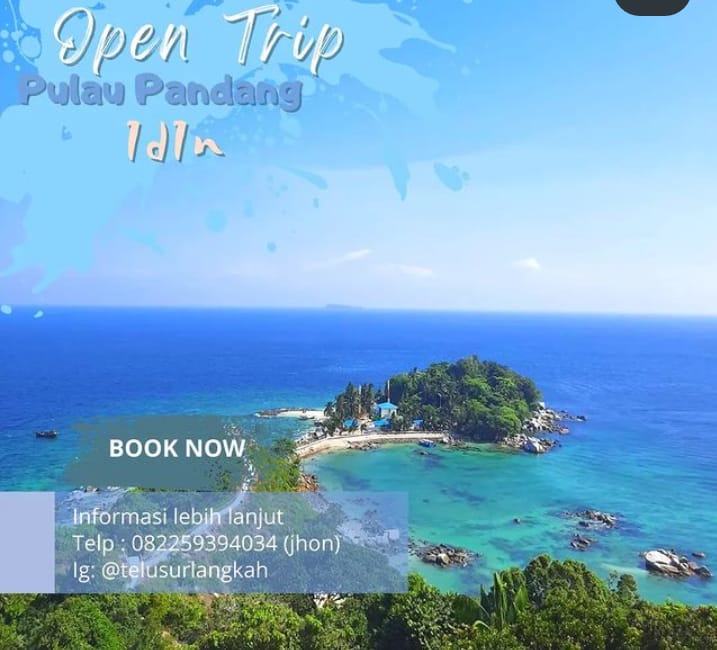 Open Trip
Pulau Pandang
1d1n
BOOK NOW
Informasi lebih lanjut
Telp : 082259394034 (jhon)
Ig: @telusurlangkah